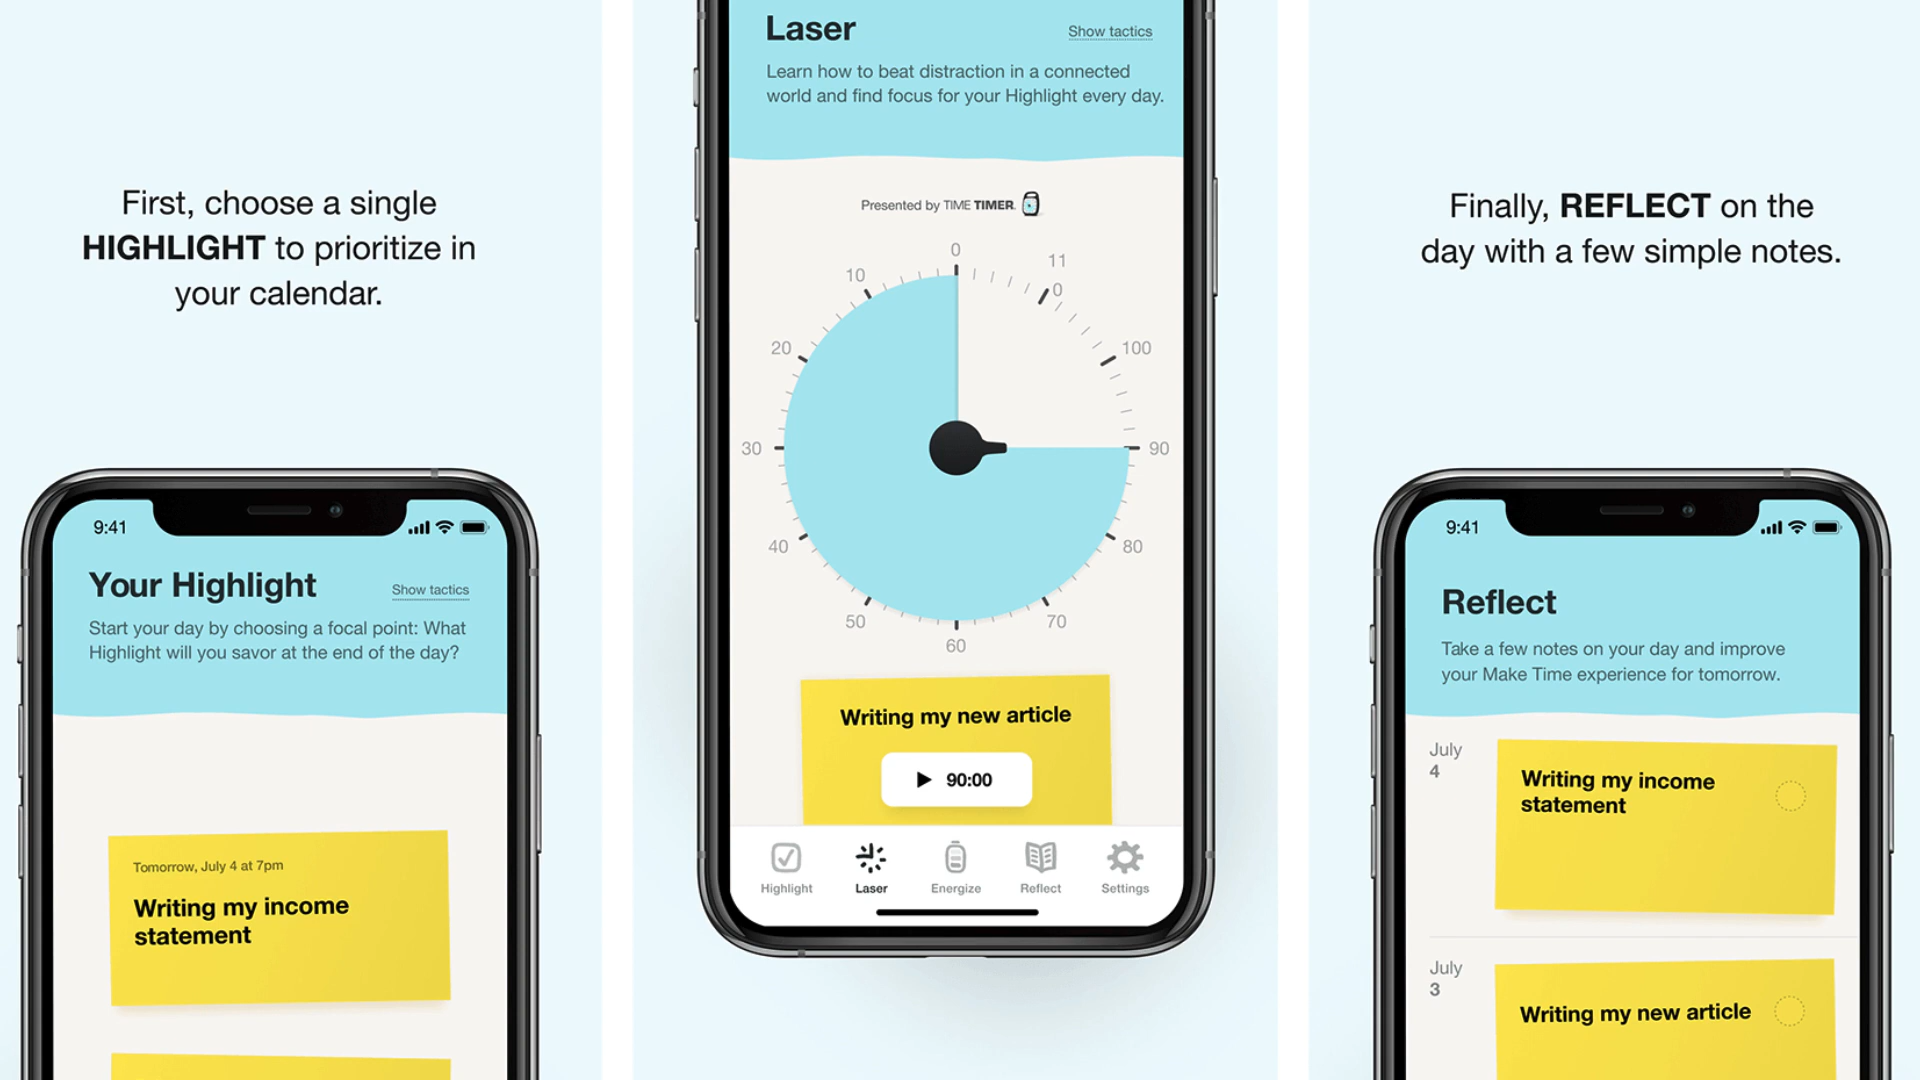 First, choose a single
HIGHLIGHT to prioritize in
your calendar.
9:41
Your Highlight
Show tactics
Start your day by choosing a focal point: What
Highlight will you savor at the end of the day?
Tomorrow, July 4 at 7pm
Writing my income
statement
Laser
Show tactics
Learn how to beat distraction in a connected
world and find focus for your Highlight every day.
Presented by TIME TIMER.
0
11
0
10
20
100
30
90
40
80
50
70
60
Writing my new article
90:00
Highlight
Laser
Energize
Reflect
Settings
Finally, REFLECT on the
day with a few simple notes.
9:41
Reflect
Take a few notes on your day and improve
your Make Time experience for tomorrow.
July
4
Writing my income
statement
July
3
Writing my new article